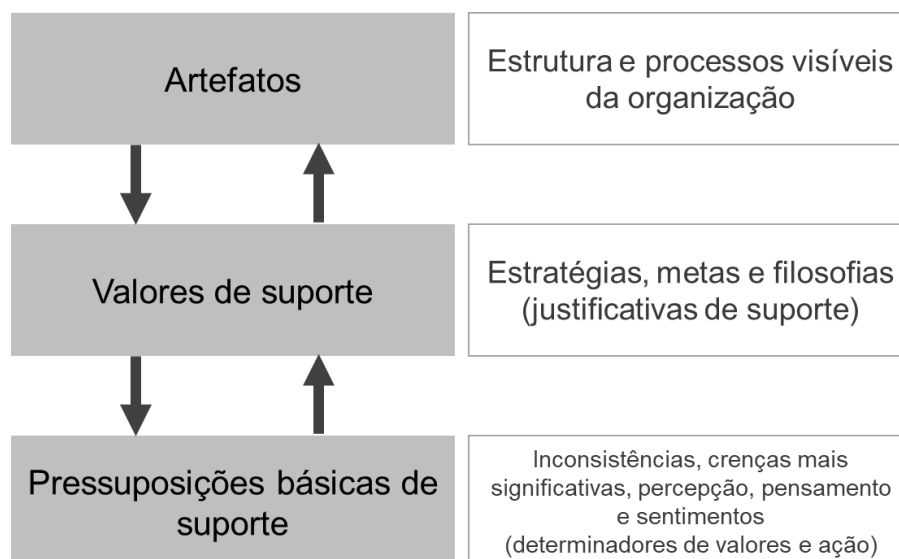 Artefatos
Estrutura e processos visíveis
da organização
Valores de suporte
Estratégias, metas e filosofias
(justificativas de suporte)
Pressuposições básicas de
suporte
Inconsistências, crenças mais
significativas, percepção, pensamento
e sentimentos
(determinadores de valores e ação)